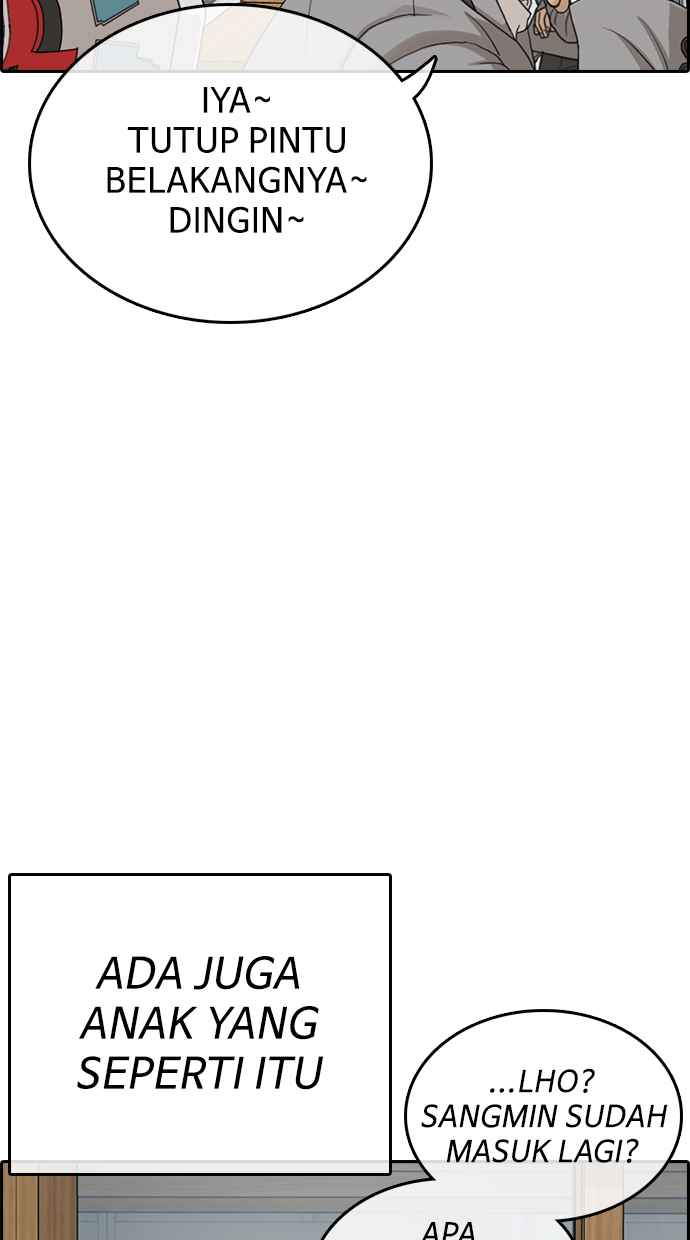 IYA~
TUTUP PINTU
BELAKANGNYA~
DINGIN~
ADA JUGA
ANAK YANG
SEPERTI ITU
...LHO?
SANGMIN SUDAH
MASUK LAGI?
APA